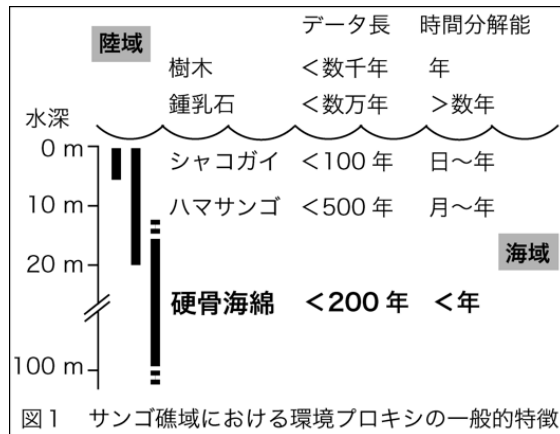 データ長 時間分解能
陸域
樹木 <数千年 年
鍾乳石 <数万年 >数年
水深
0 m シャコガイ <100 年 日〜年
10 m ハマサンゴ <500 年 月〜年
海域
20 m
硬骨海綿 <200 年 <年
100 m
図1 サンゴ礁域における環境プロキシの一般的特徴